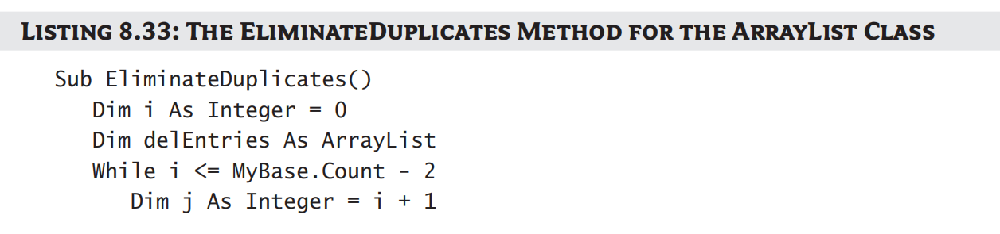 LISTING 8.33: THE ELIMINATEDUPLICATES METHOD FOR THE ARRAYLIST CLASS
Sub EliminateDuplicates()
Dim i As Integer = 0
Dim delEntries As ArrayList
While i <= MyBase.Count - 2
Dim j As Integer = i + 1